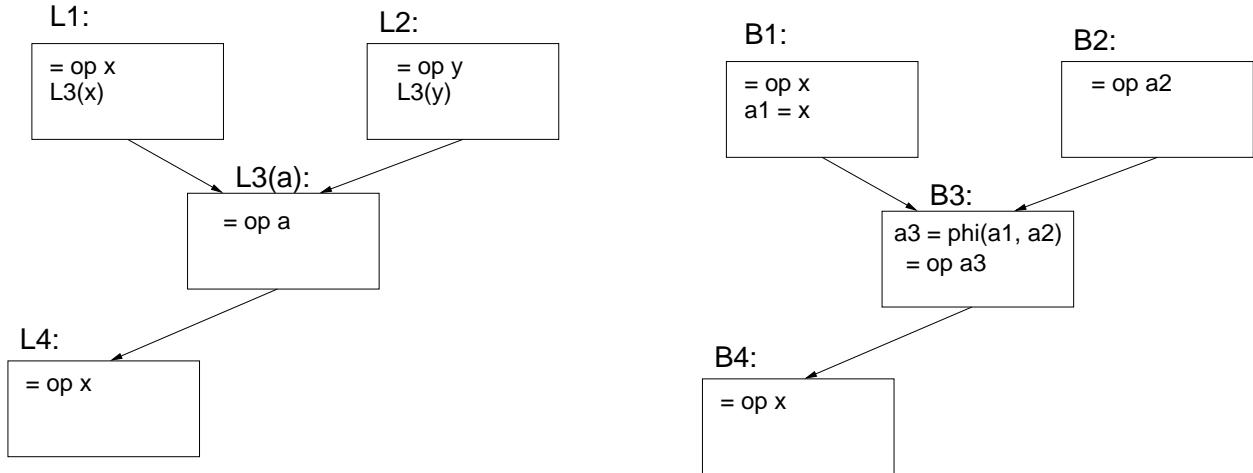 L1:
= op x
L3(x)
L2:
= op y
L3(y)
L3(a):
= op a
L4:
= op x
B1:
= op x
a1 = x
B2:
= op a2
B3:
a3 = phi(a1, a2)
= op a3
B4:
= op x